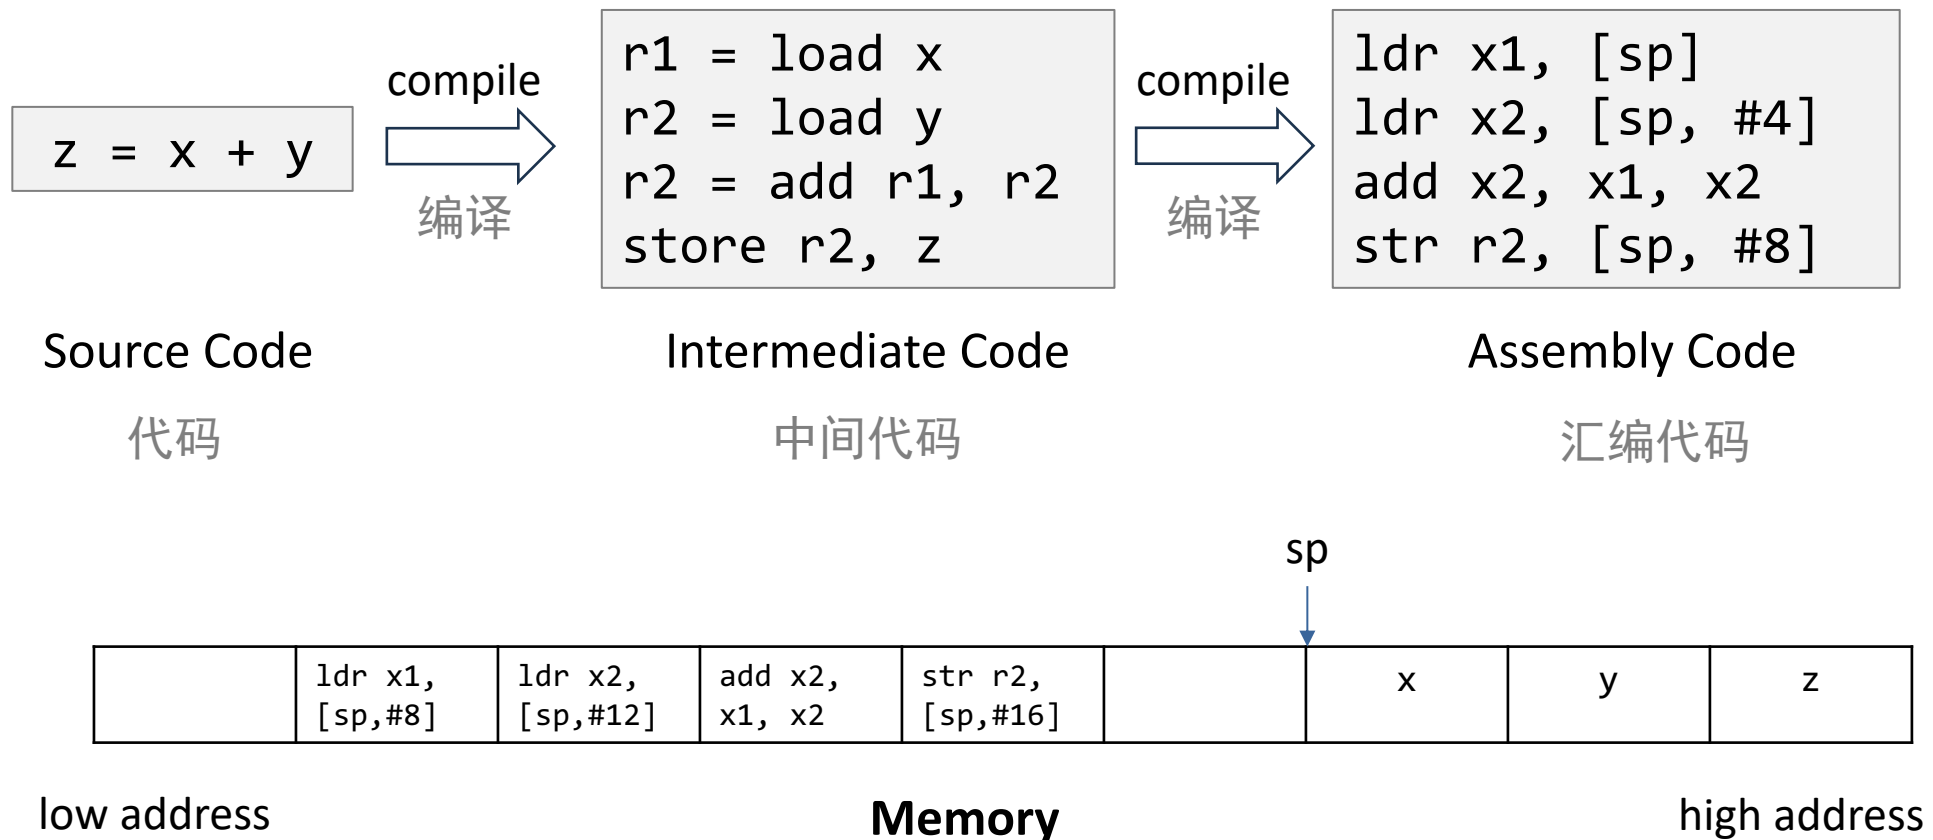 z = x + y
compile
编译
r1 = load x
r2 = load y
r2 = add r1, r2
store r2, z
compile
编译
ldr x1, [sp]
ldr x2, [sp, #4]
add x2, x1, x2
str r2, [sp, #8]
Source Code
Intermediate Code
Assembly Code
代码
中间代码
汇编代码
sp
ldr x1,
[sp,#8]
ldr x2,
[sp,#12]
add x2,
x1, x2
str r2,
[sp,#16]
x
y
z
low address
Memory
high address